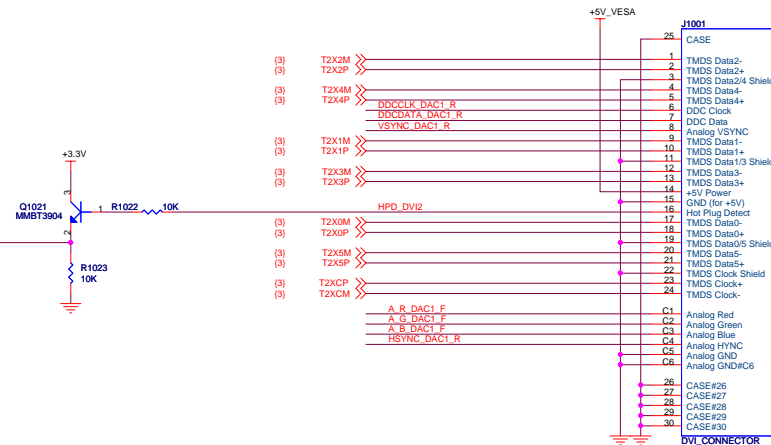 +5V_VESA
J1001
25 CASE
{3} T2X2M 1 TMDS Data2-
{3} T2X2P 2 TMDS Data2+
3 TMDS Data2/4 Shield
{3} T2X4M 4 TMDS Data4-
{3} T2X4P 5 TMDS Data4+
DDCCLK_DAC1_R 6 DDC Clock
DDCDATA_DAC1_R 7 DDC Data
VSYNC_DAC1_R 8 Analog VSYNC
{3} T2X1M 9 TMDS Data1-
{3} T2X1P 10 TMDS Data1+
11 TMDS Data1/3 Shield
{3} T2X3M 12 TMDS Data3-
{3} T2X3P 13 TMDS Data3+
14 +5V Power
15 GND (for +5V)
HPD_DVI2 16 Hot Plug Detect
{3} T2X0M 17 TMDS Data0-
{3} T2X0P 18 TMDS Data0+
19 TMDS Data0/5 Shield
{3} T2X5M 20 TMDS Data5-
{3} T2X5P 21 TMDS Data5+
22 TMDS Clock Shield
{3} T2XCP 23 TMDS Clock+
{3} T2XCM 24 TMDS Clock-
A_R_DAC1_F C1 Analog Red
A_G_DAC1_F C2 Analog Green
A_B_DAC1_F C3 Analog Blue
HSYNC_DAC1_R C4 Analog HYNC
C5 Analog GND
C6 Analog GND#C6
26 CASE#26
27 CASE#27
28 CASE#28
29 CASE#29
30 CASE#30
DVI_CONNECTOR
+3.3V
3
Q1021
MMBT3904
1 R1022 10K
2
R1023
10K